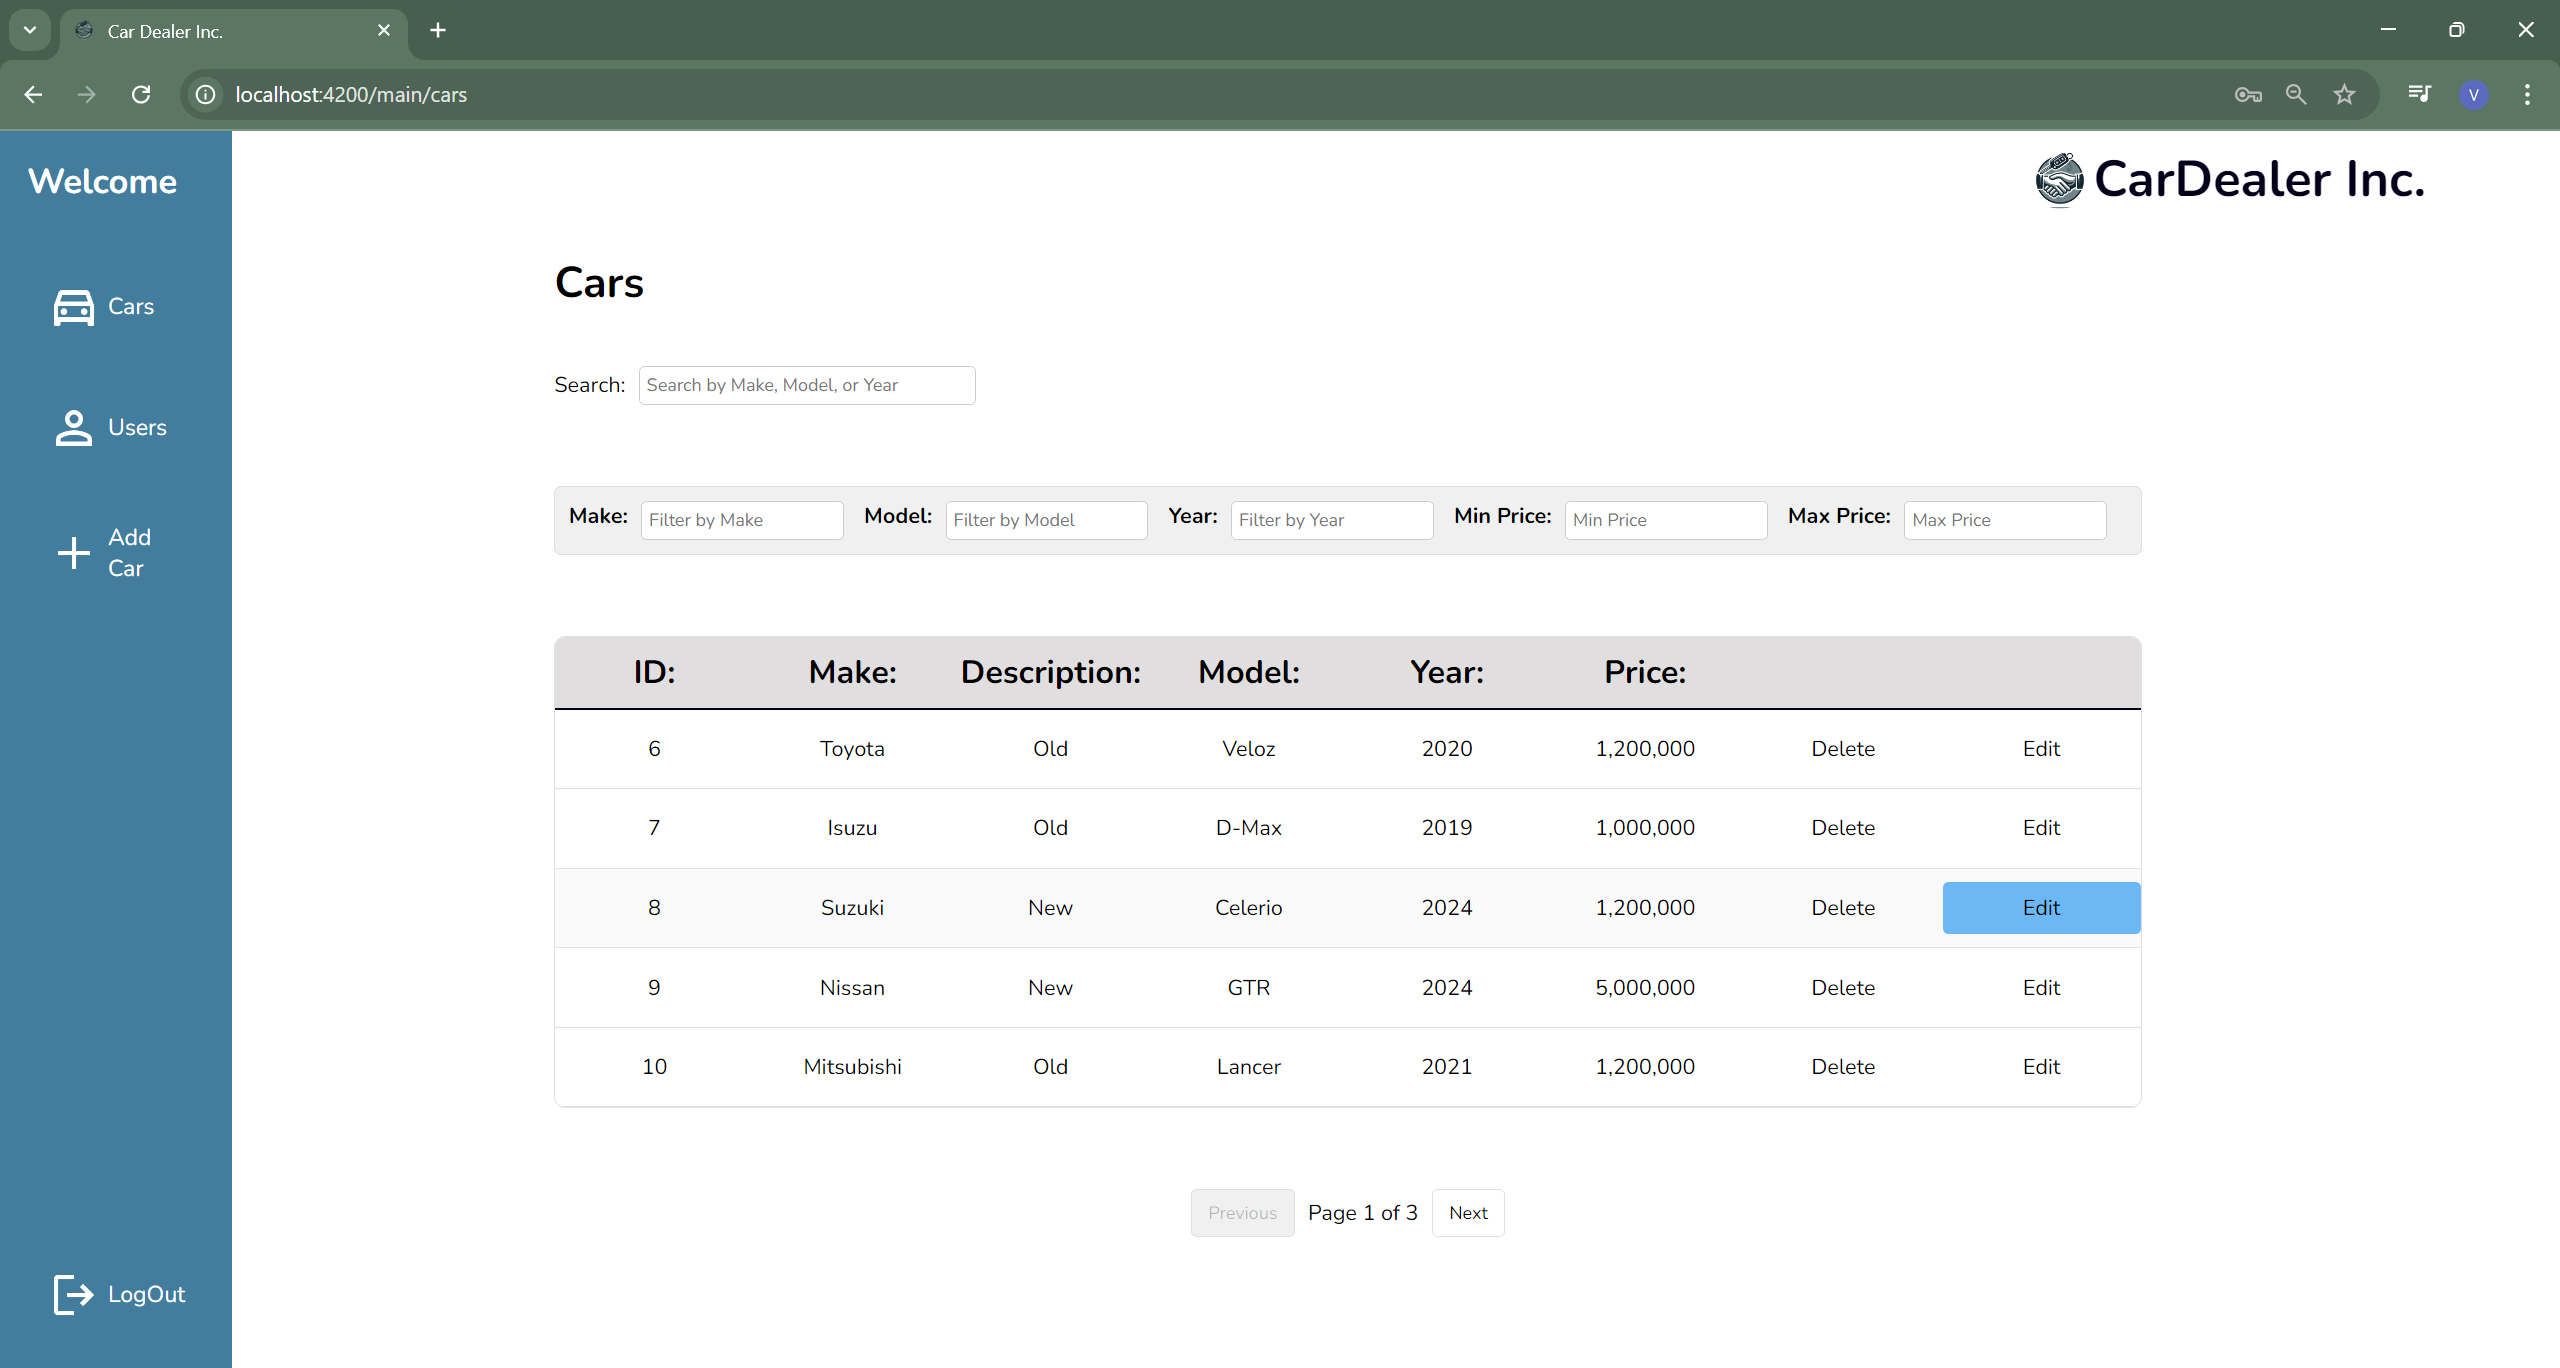 Car Dealer Inc.
localhost:4200/main/cars
V
Welcome
CarDealer Inc.
Cars
Users
Add
Car
LogOut
Cars
Search: Search by Make, Model, or Year
Make: Filter by Make Model: Filter by Model Year: Filter by Year Min Price: Min Price Max Price: Max Price
ID: Make: Description: Model: Year: Price:
6 Toyota Old Veloz 2020 1,200,000 Delete Edit
7 Isuzu Old D-Max 2019 1,000,000 Delete Edit
8 Suzuki New Celerio 2024 1,200,000 Delete Edit
9 Nissan New GTR 2024 5,000,000 Delete Edit
10 Mitsubishi Old Lancer 2021 1,200,000 Delete Edit
Previous Page 1 of 3 Next